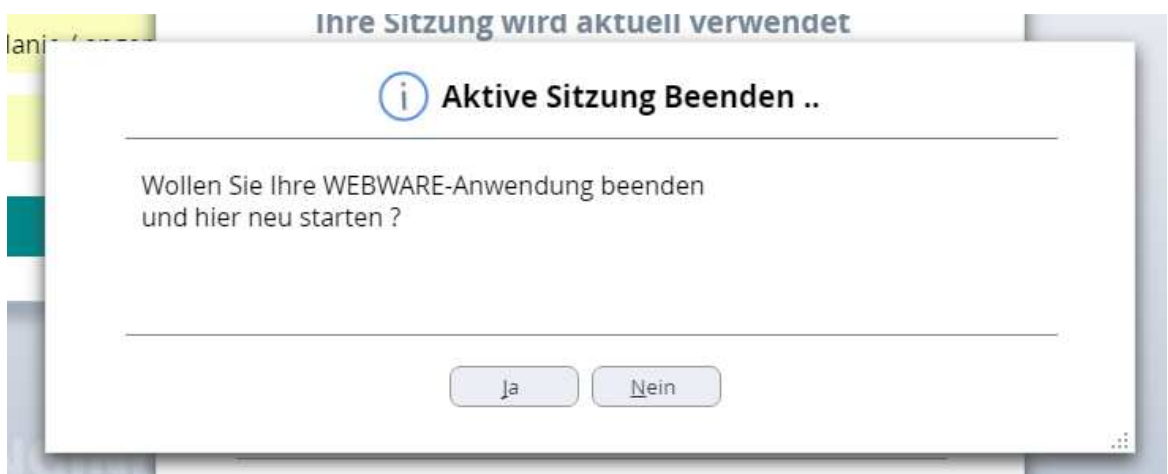 Ihre Sitzung wird aktuell verwendet
Aktive Sitzung Beenden ..
Wollen Sie Ihre WEBWARE-Anwendung beenden
und hier neu starten ?
Ja
Nein